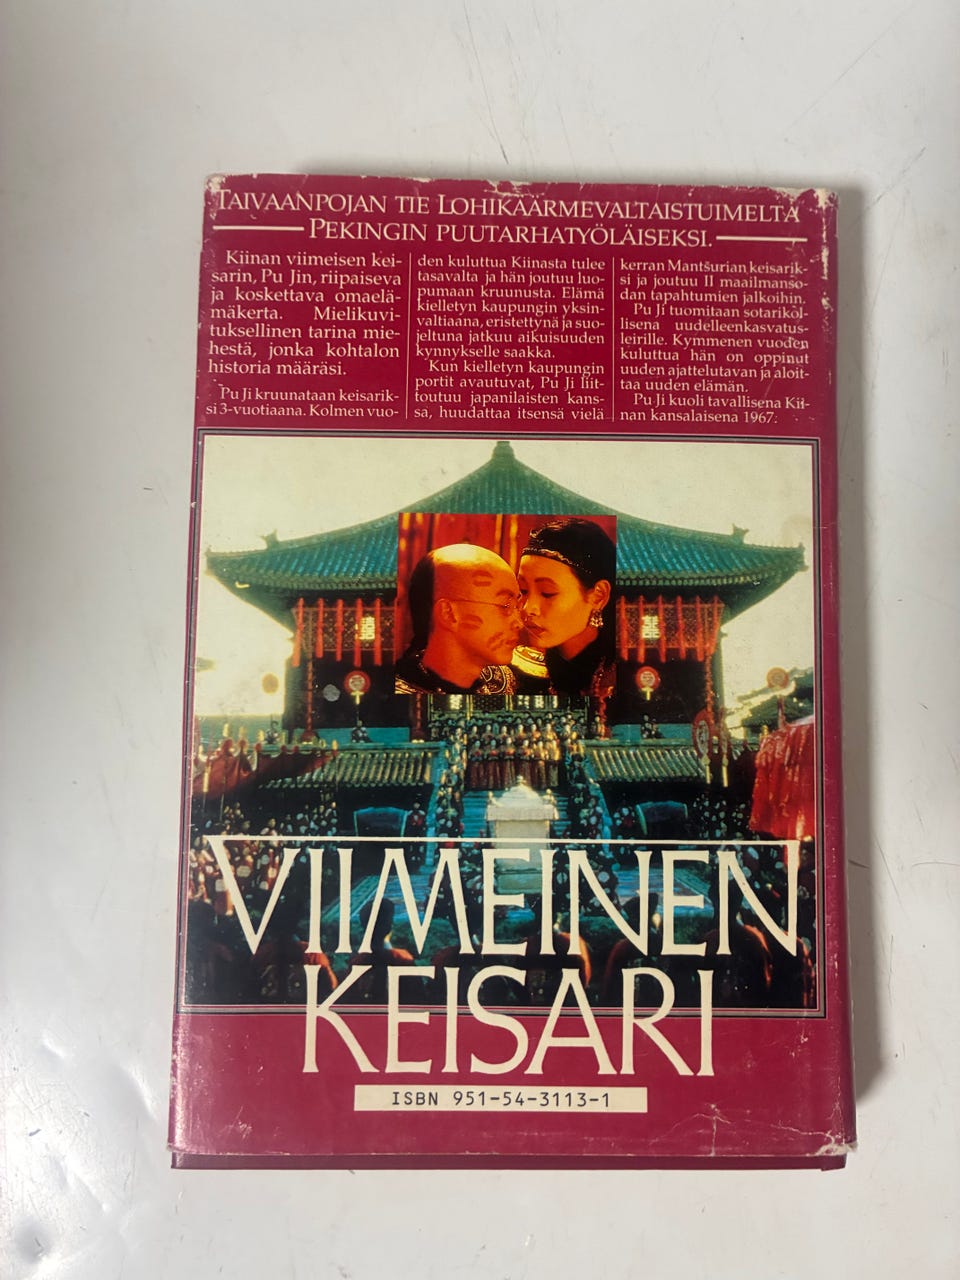 TAIVAANPOJAN TIE LOHIKÄÄRMEVALTAISTUIMELTA
PEKINGIN PUUTARHATYÖLÄISEKSI.
Kiinan viimeisen kei-
sarin, Pu Jin, riipaiseva
ja koskettava omaelä-
mäkerta. Mielikuvi-
tuksellinen tarina mie-
hestä, jonka kohtalon
historia määräsi.
Pu Ji kruunataan keisarik-
si 3-vuotiaana. Kolmen vuo-
den kuluttua Kiinasta tulee
tasavalta ja hän joutuu luo-
pumaan kruunusta. Elämä
kielletyn kaupungin yksin-
valtiaana, eristettynä ja suo-
jeltuna jatkuu aikuisuuden
kynnykselle saakka.
Kun kielletyn kaupungin
portit avautuvat, Pu Ji liit-
toutuu japanilaisten kans-
sa, huudattaa itsensä vielä
kerran Mantšurian keisarik-
si ja joutuu II maailmanso-
dan tapahtumien jalkoihin.
Pu Ji tuomitaan sotarikol-
lisena uudelleenkasvatus-
leirille. Kymmenen vuoden
kuluttua hän on oppinut
uuden ajattelutavan ja aloit-
taa uuden elämän.
Pu Ji kuoli tavallisena Kii-
nan kansalaisena 1967.
囍
囍
VIIMEINEN
KEISARI
ISBN 951-54-3113-1